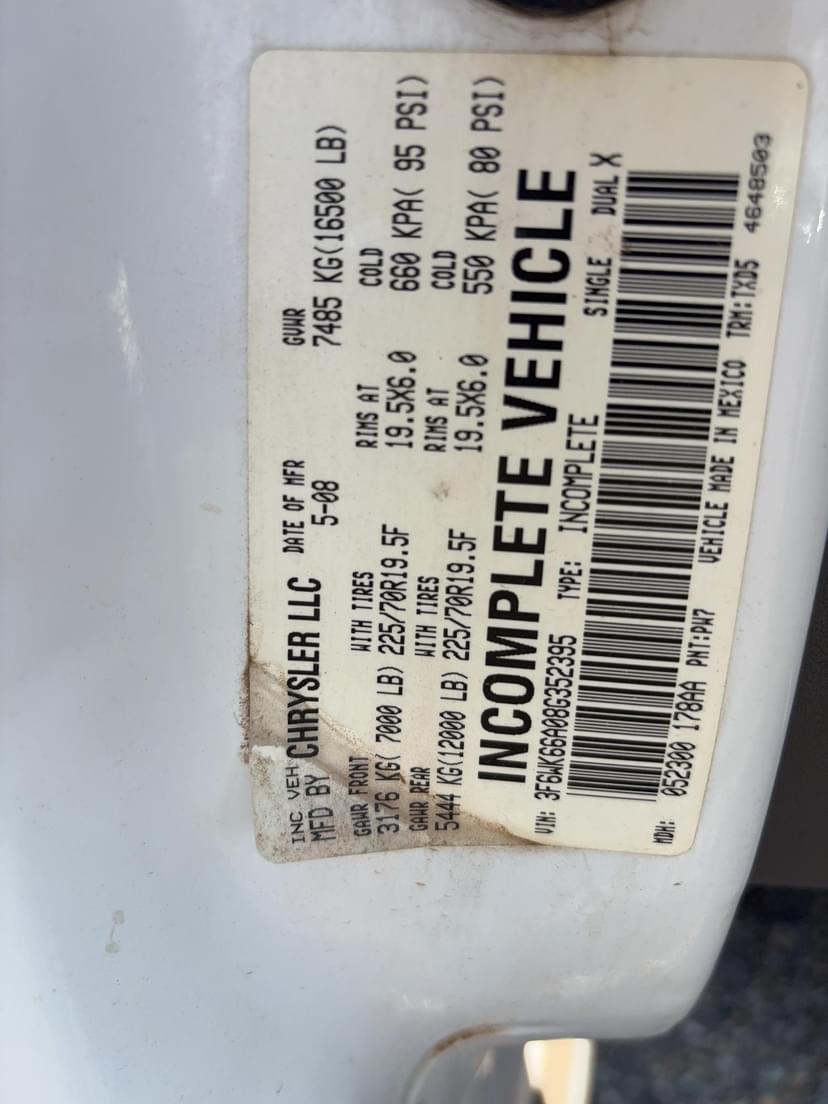 INC VEH
MFD BY CHRYSLER LLC DATE OF MFR 5-08 GVWR 7485 KG(16500 LB)
GAWR FRONT WITH TIRES RIMS AT COLD
3176 KG( 7000 LB) 225/70R19.5F 19.5X6.0 660 KPA( 95 PSI)
GAWR REAR WITH TIRES RIMS AT COLD
5444 KG(12000 LB) 225/70R19.5F 19.5X6.0 550 KPA( 80 PSI)
INCOMPLETE VEHICLE
VIN: 3F6WK66A08G352395 TYPE: INCOMPLETE SINGLE DUAL X
MDH: 052300 178AA PNT:PW7 VEHICLE MADE IN MEXICO TRM:TXD5 4648503